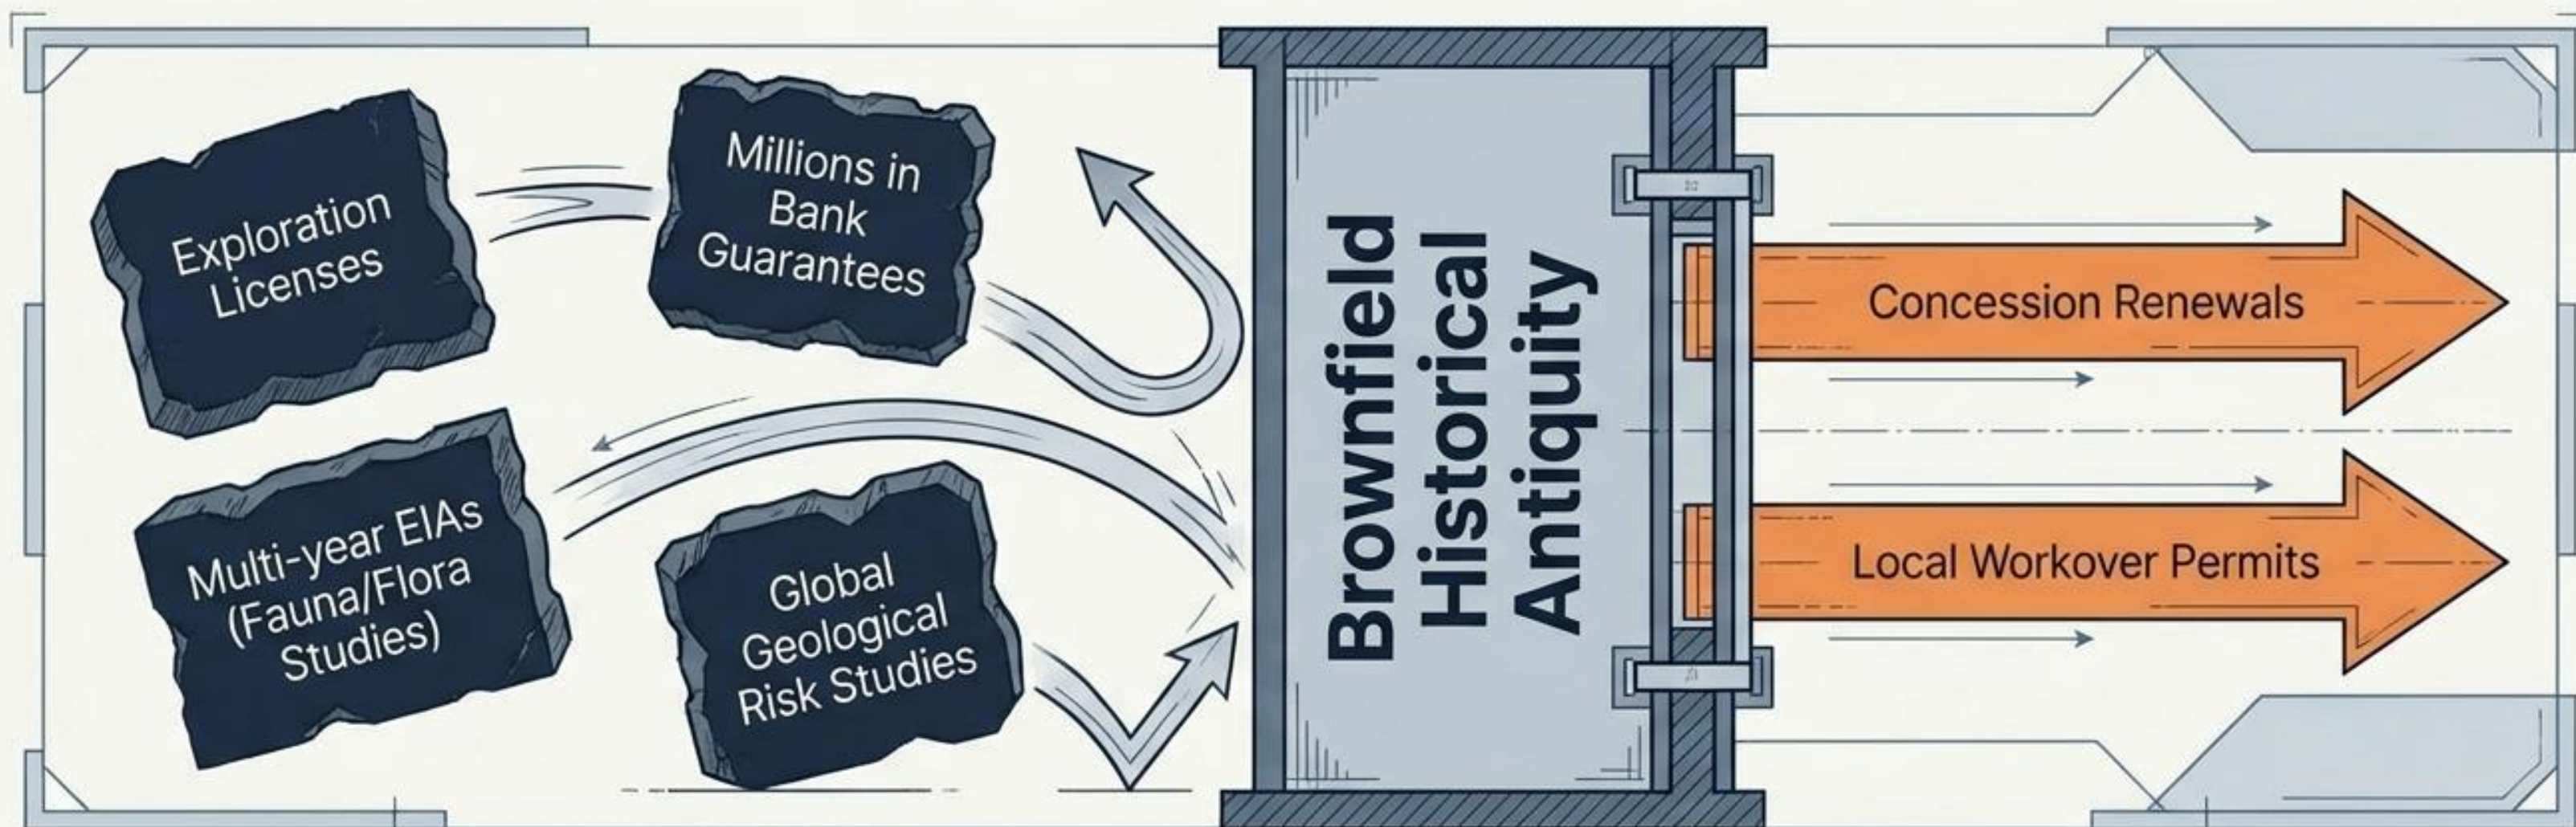 Exploration
Licenses
Millions in
Bank
Guarantees
Multi-year EIAs
(Fauna/Flora
Studies)
Global
Geological
Risk Studies
Brownfield
Historical
Antiquity
Concession Renewals
Local Workover Permits